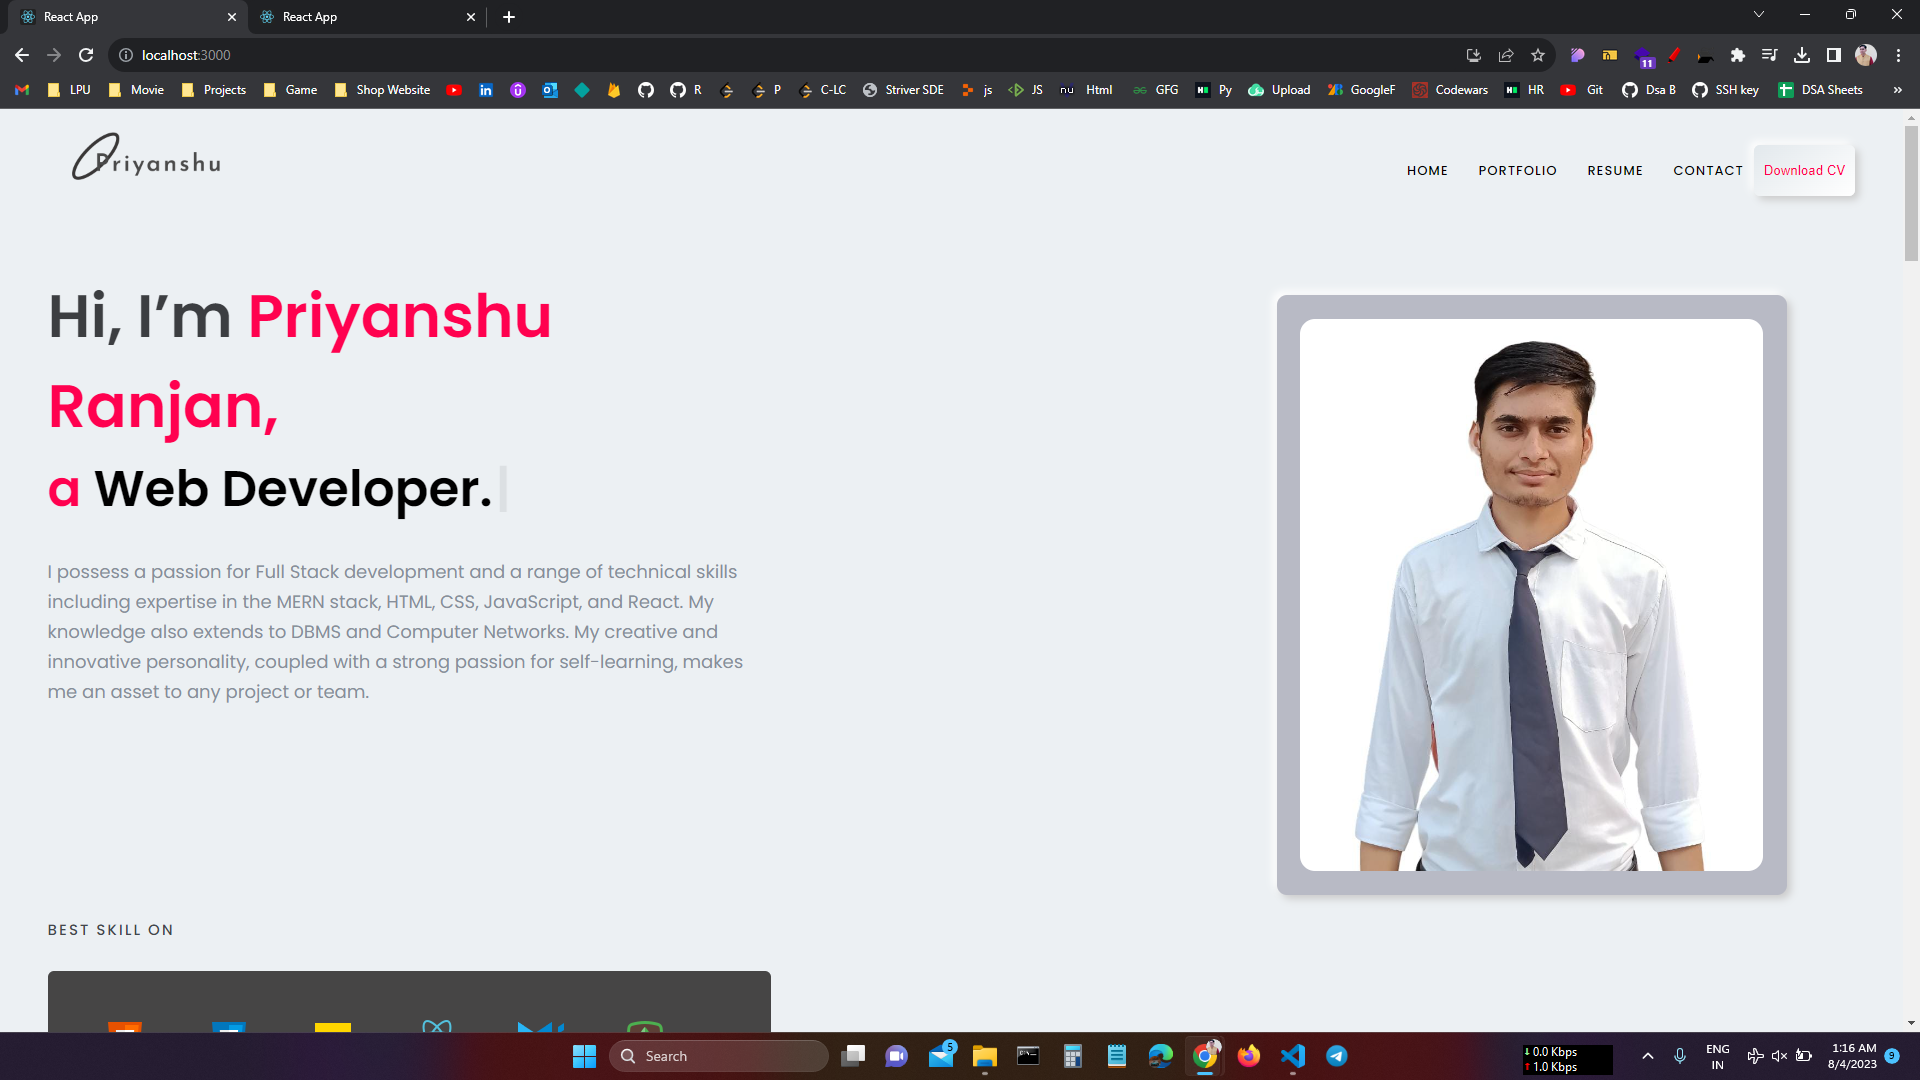 React App
React App
localhost:3000
11
LPU
Movie
Projects
Game
Shop Website
R
P
C-LC
Striver SDE
js
JS
nu
Html
GFG
Py
Upload
GoogleF
Codewars
HR
Git
Dsa B
SSH key
DSA Sheets
»
Priyanshu
HOME
PORTFOLIO
RESUME
CONTACT
Download CV
Hi, I’m Priyanshu
Ranjan,
a Web Developer.
I possess a passion for Full Stack development and a range of technical skills
including expertise in the MERN stack, HTML, CSS, JavaScript, and React. My
knowledge also extends to DBMS and Computer Networks. My creative and
innovative personality, coupled with a strong passion for self-learning, makes
me an asset to any project or team.
BEST SKILL ON
Search
5
0.0 Kbps
1.0 Kbps
ENG
IN
1:16 AM
8/4/2023
9